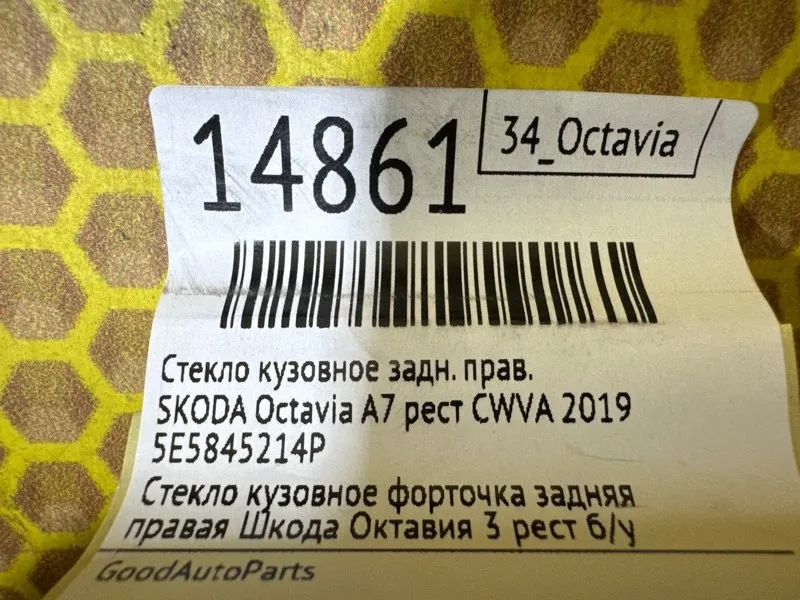 14861
34_Octavia
Стекло кузовное задн. прав.
SKODA Octavia A7 рест CWVA 2019
5E5845214P
Стекло кузовное форточка задняя
правая Шкода Октавия 3 рест б/у
GoodAutoParts